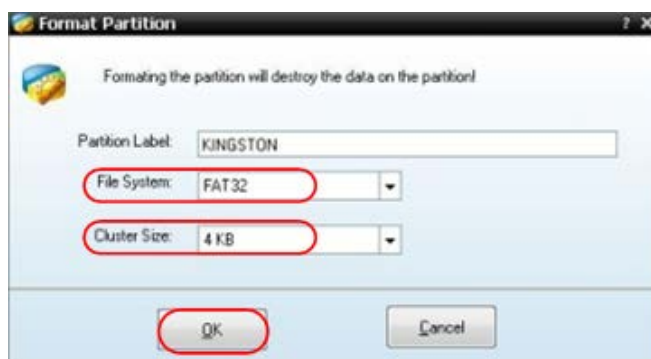 Format Partition ? X
Formating the partition will destroy the data on the partition!
Partition Label: KINGSTON
File System: FAT32
Cluster Size: 4 KB
OK Cancel